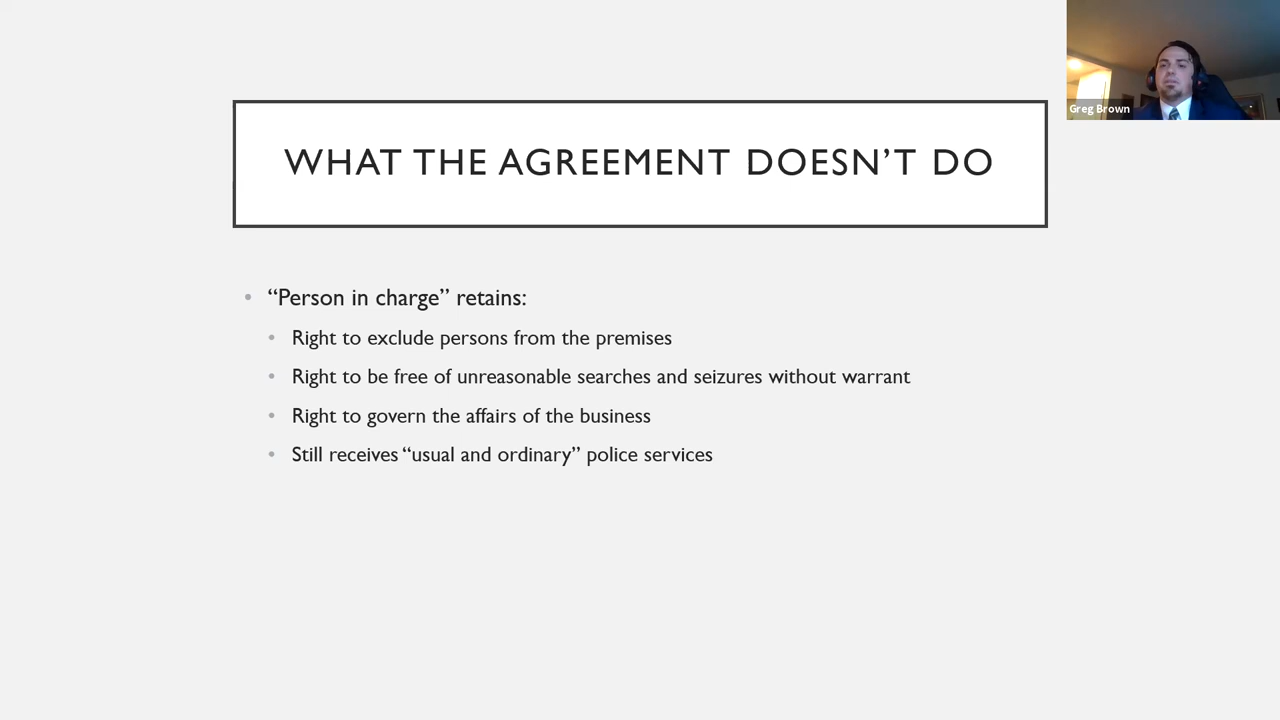 WHAT THE AGREEMENT DOESN’T DO
Greg Brown
• “Person in charge” retains:
• Right to exclude persons from the premises
• Right to be free of unreasonable searches and seizures without warrant
• Right to govern the affairs of the business
• Still receives “usual and ordinary” police services